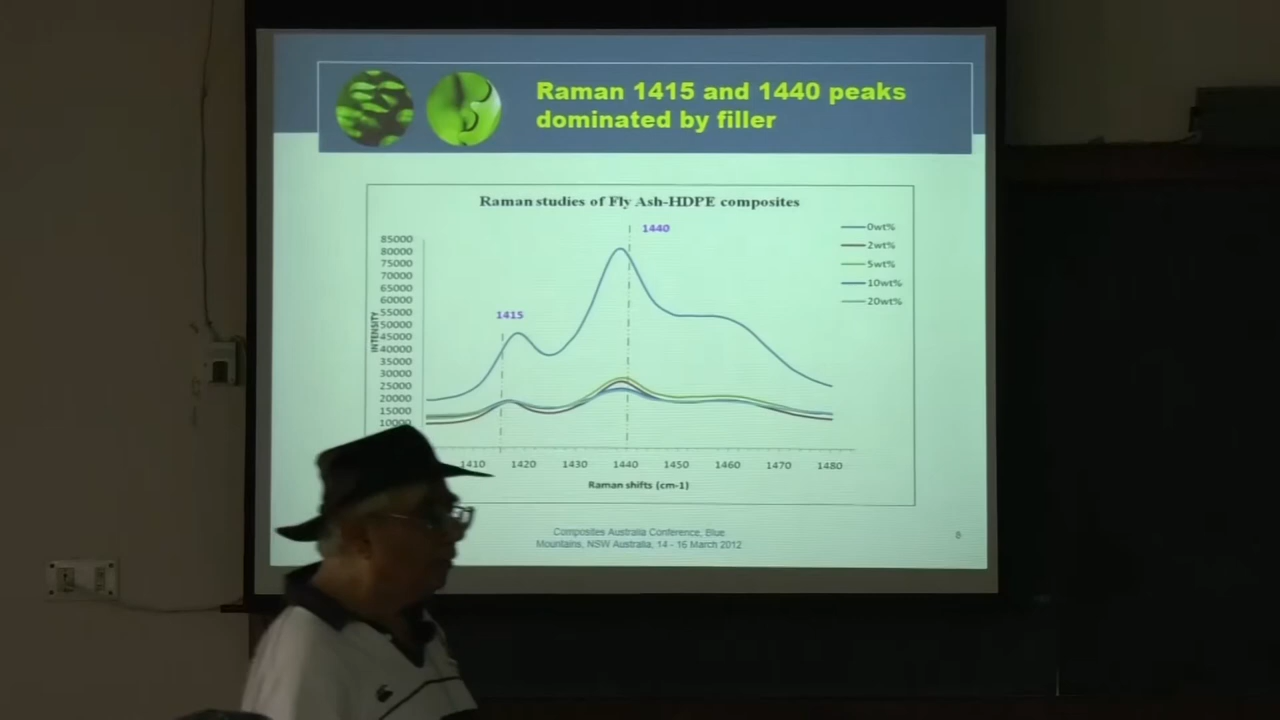 Raman 1415 and 1440 peaks
dominated by filler
Raman studies of Fly Ash-HDPE composites
1440
1415
85000
80000
75000
70000
65000
60000
55000
50000
45000
40000
35000
30000
25000
20000
15000
10000
INTENSITY
0wt%
2wt%
5wt%
10wt%
20wt%
1410 1420 1430 1440 1450 1460 1470 1480
Raman shifts (cm-1)
Composites Australia Conference, Blue
Mountains, NSW Australia, 14 - 16 March 2012
8